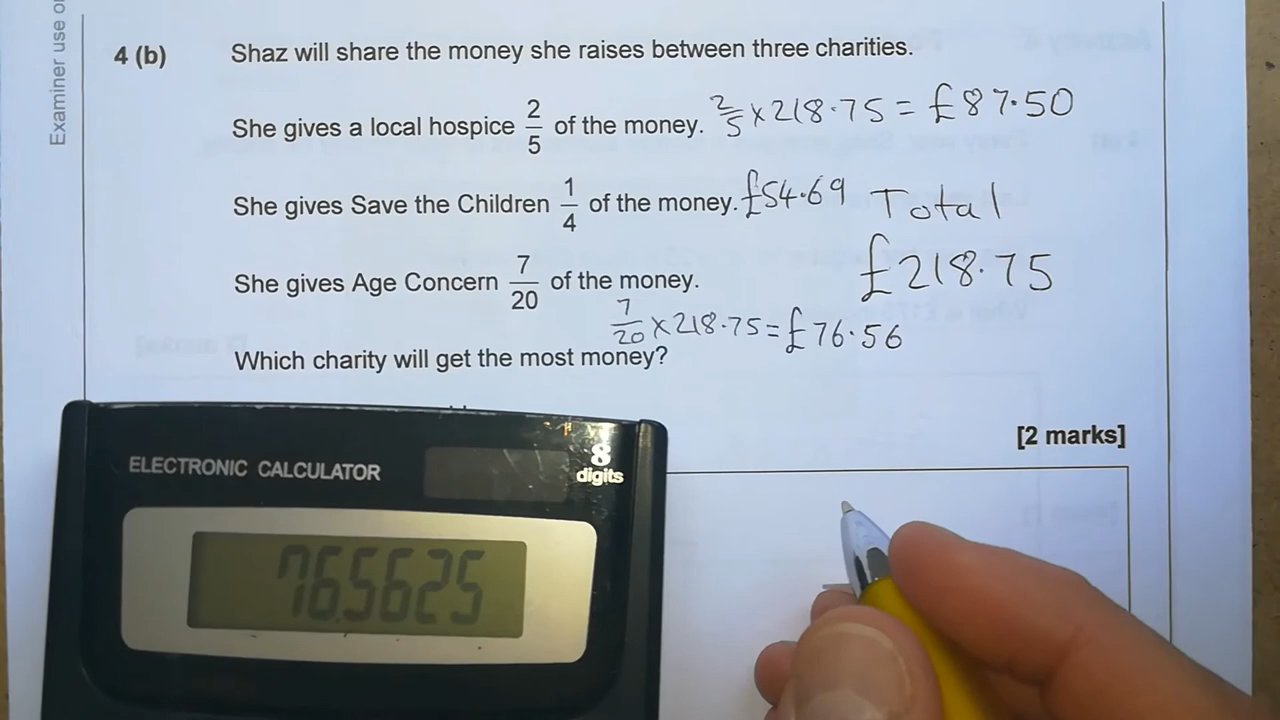 Examiner use o
4 (b) Shaz will share the money she raises between three charities.
She gives a local hospice 2/5 of the money. 2/5 × 218.75 = £87.50
She gives Save the Children 1/4 of the money. £54.69 Total
She gives Age Concern 7/20 of the money. £218.75
7/20 × 218.75 = £76.56
Which charity will get the most money?
[2 marks]
ELECTRONIC CALCULATOR
8 digits
76.5625